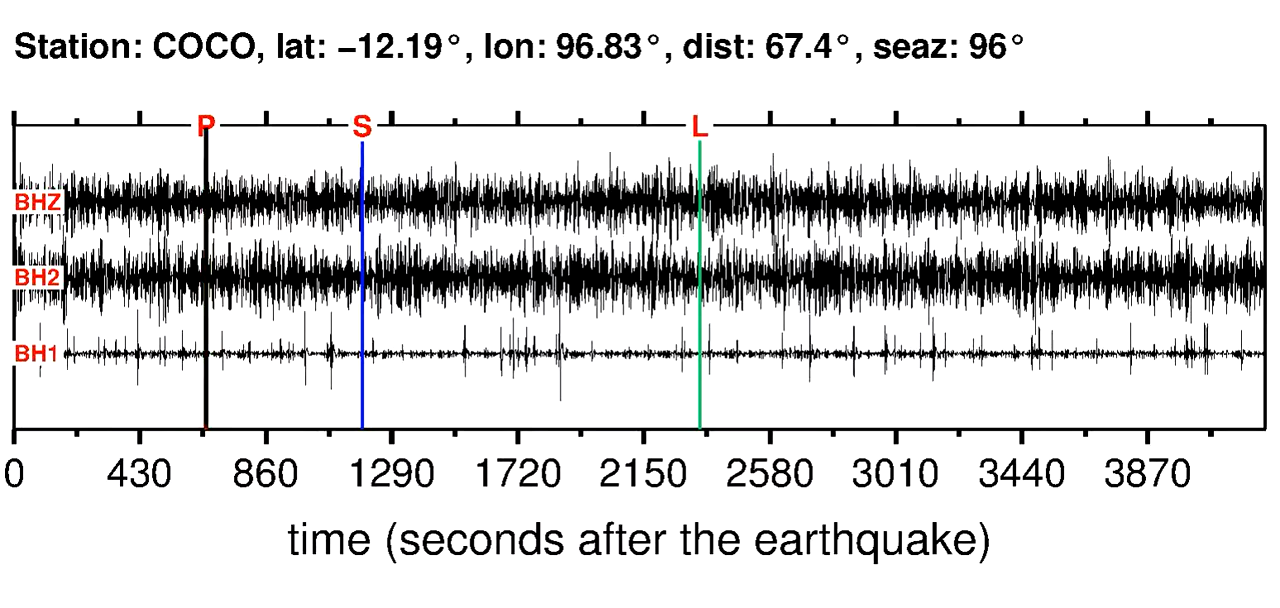 Station: COCO, lat: −12.19°, lon: 96.83°, dist: 67.4°, seaz: 96°
P S L
BHZ
BH2
BH1
0 430 860 1290 1720 2150 2580 3010 3440 3870
time (seconds after the earthquake)